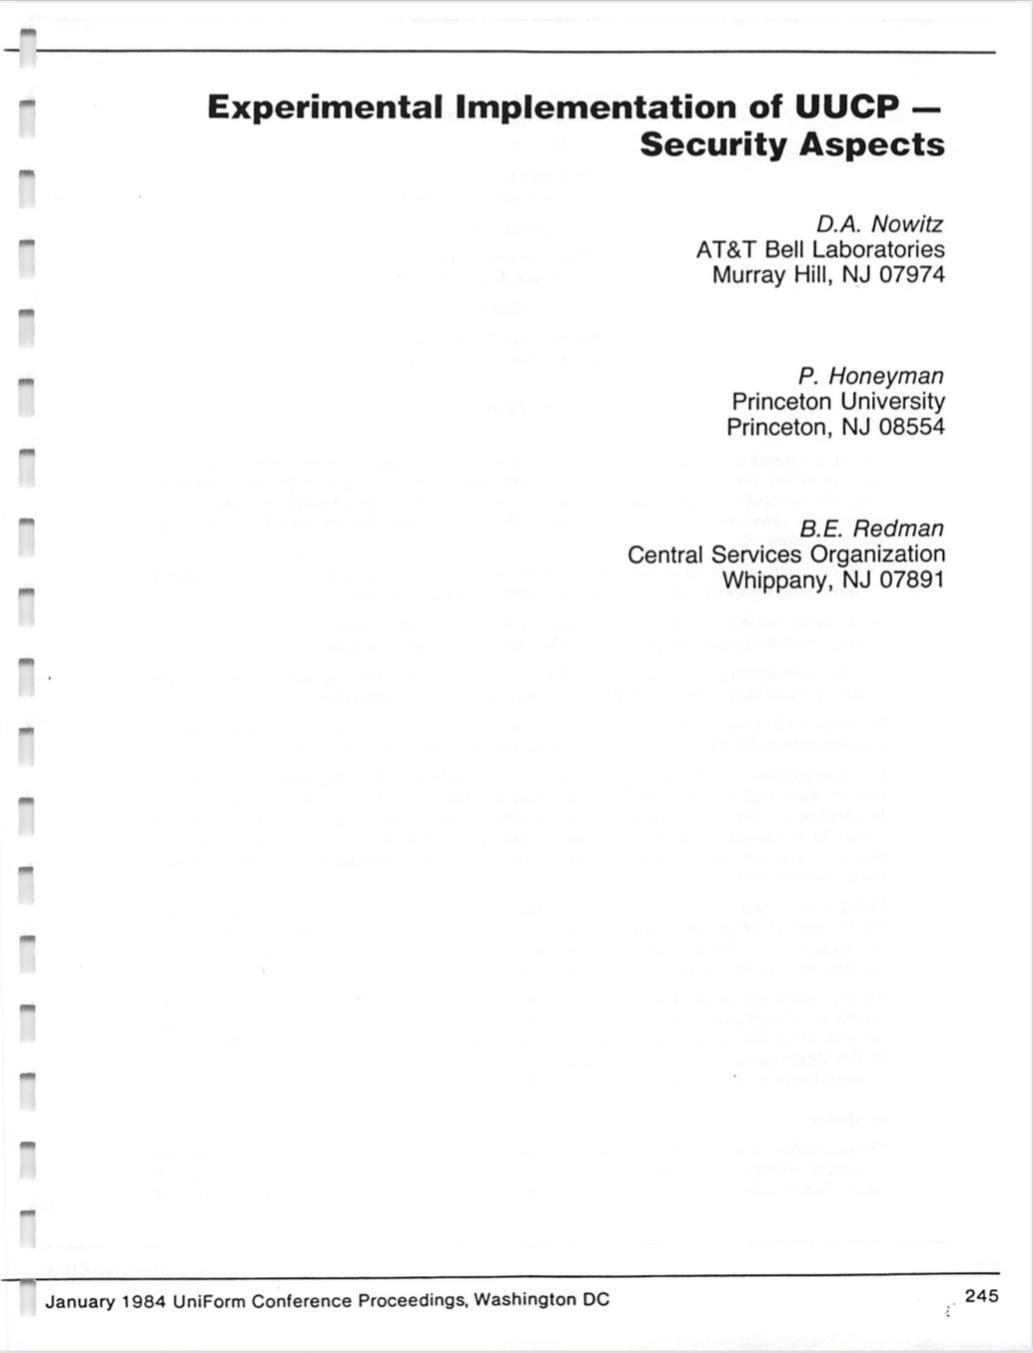 Experimental Implementation of UUCP —
Security Aspects
D.A. Nowitz
AT&T Bell Laboratories
Murray Hill, NJ 07974
P. Honeyman
Princeton University
Princeton, NJ 08554
B.E. Redman
Central Services Organization
Whippany, NJ 07891
January 1984 UniForm Conference Proceedings, Washington DC
245